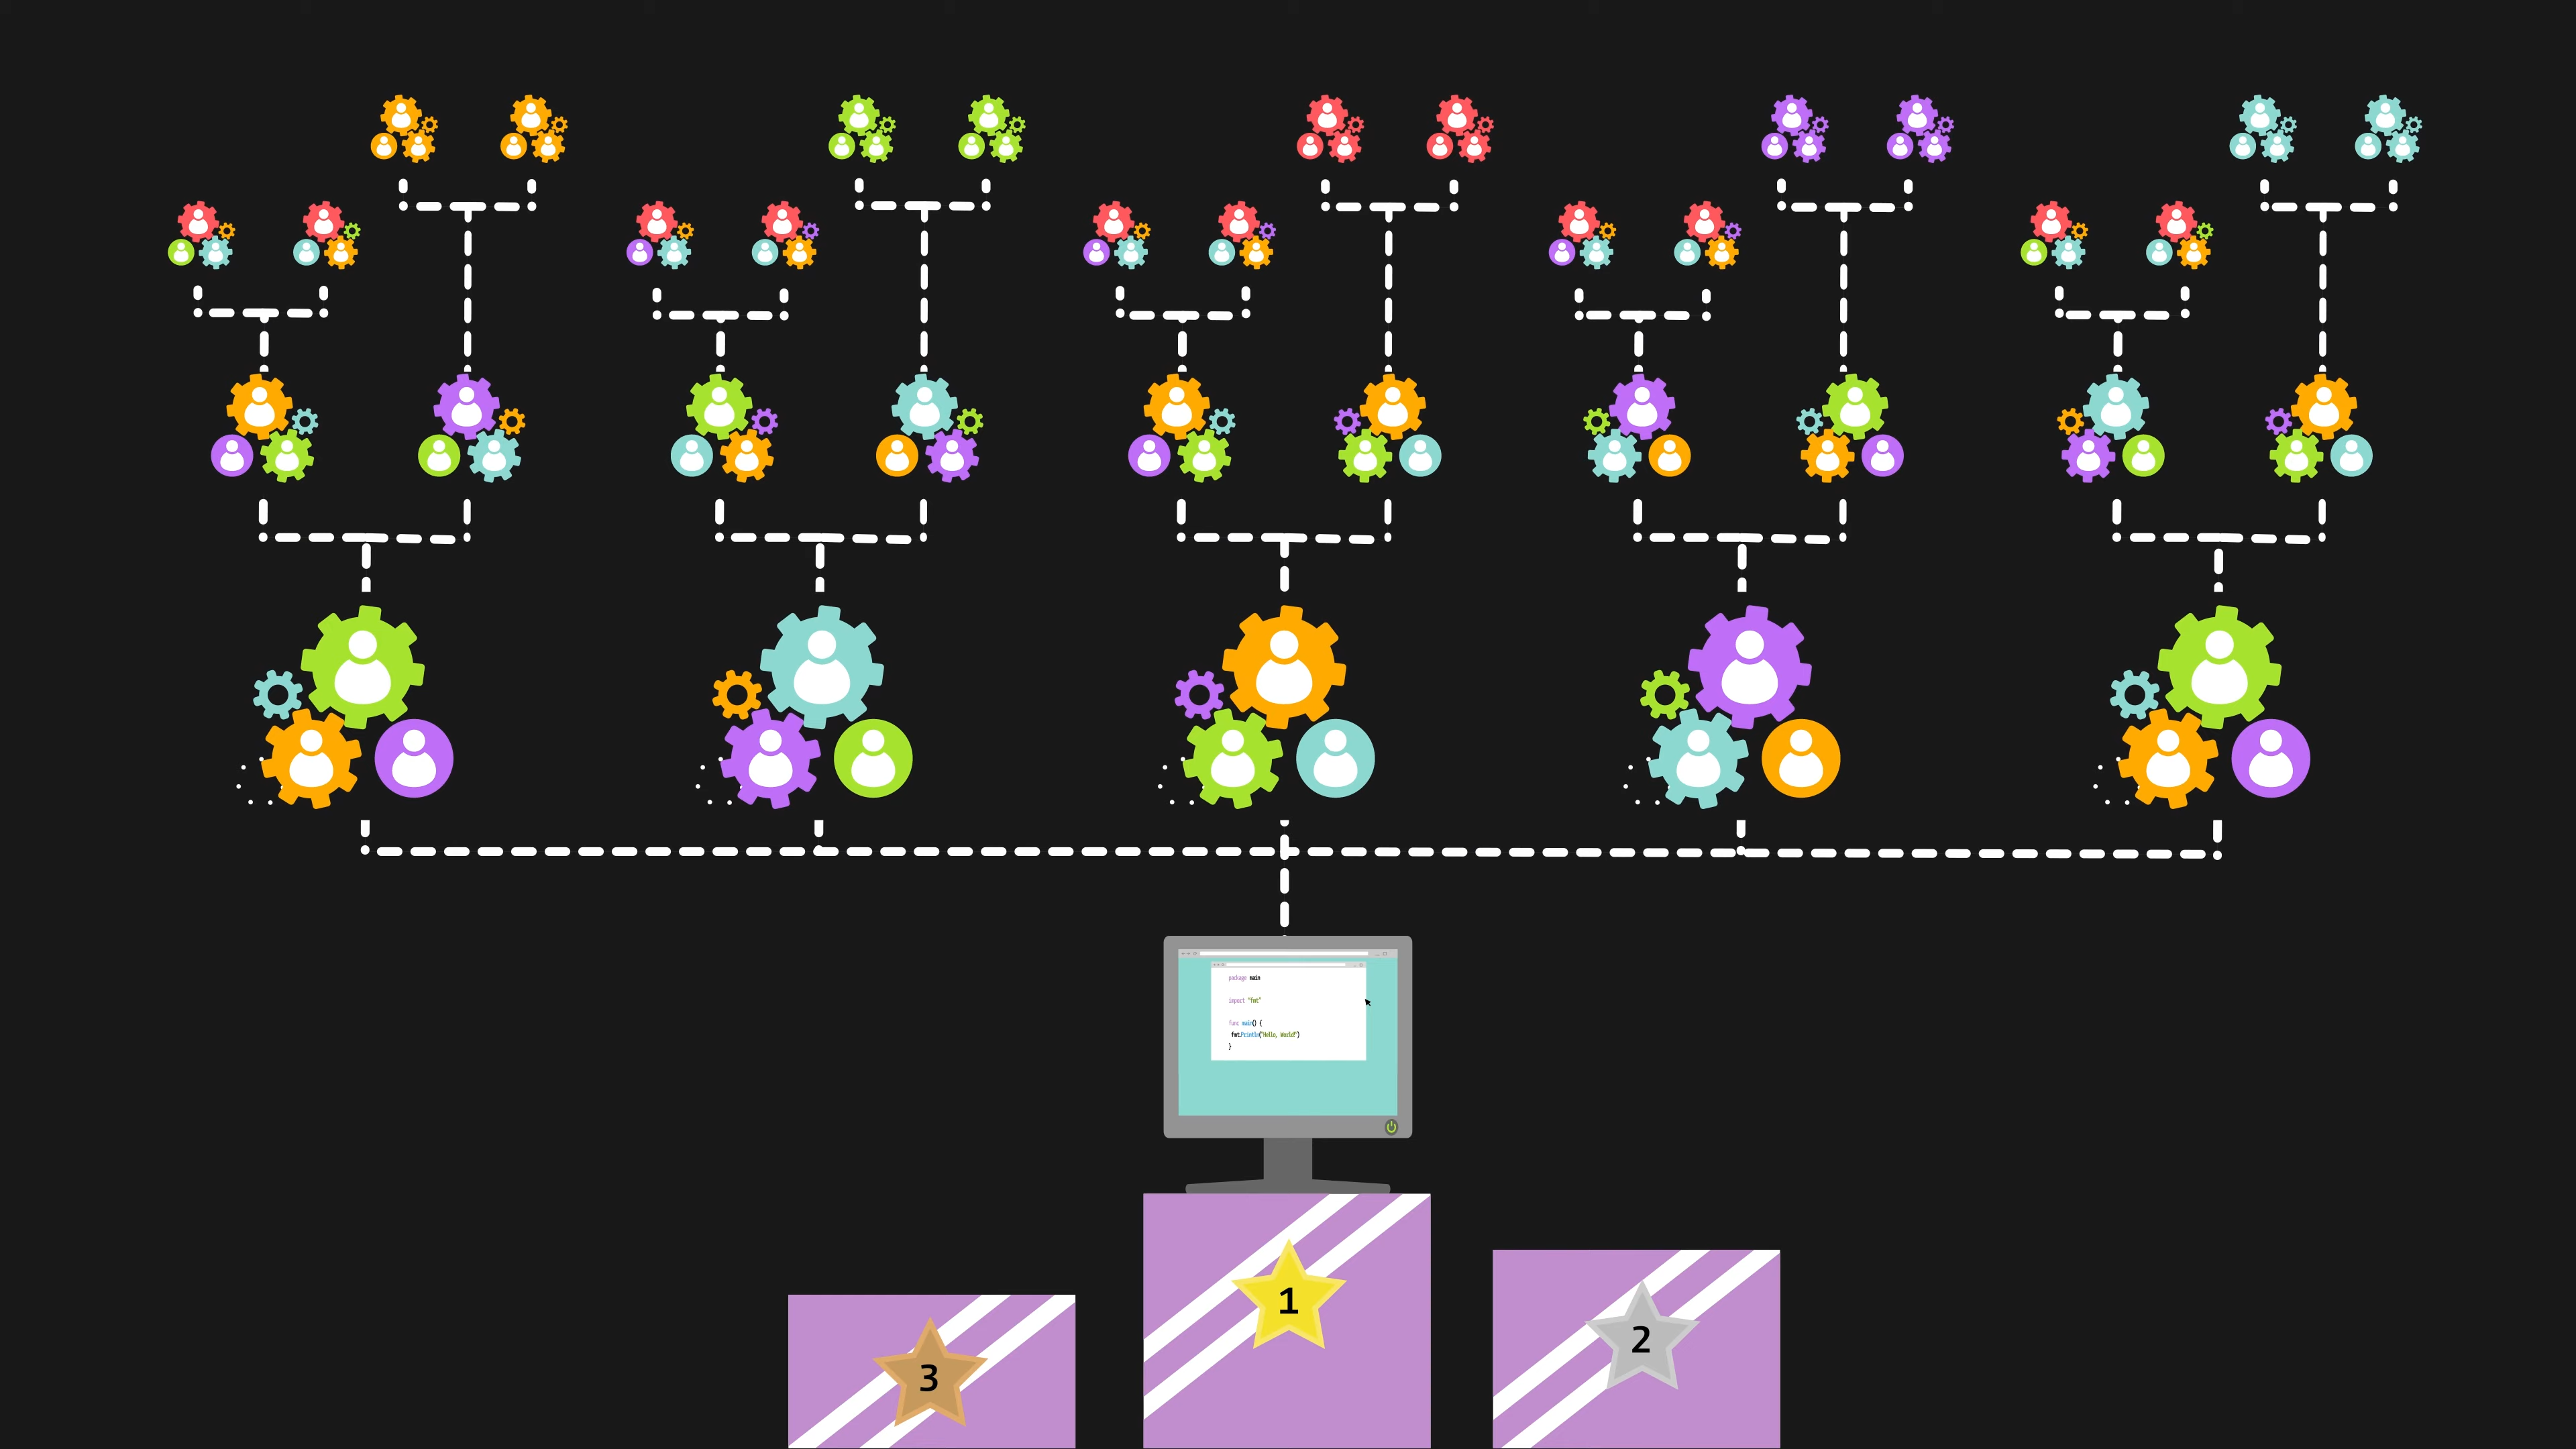 package main
import "fmt"
func main() {
fmt.Println("Hello, World!")
}
1
2
3